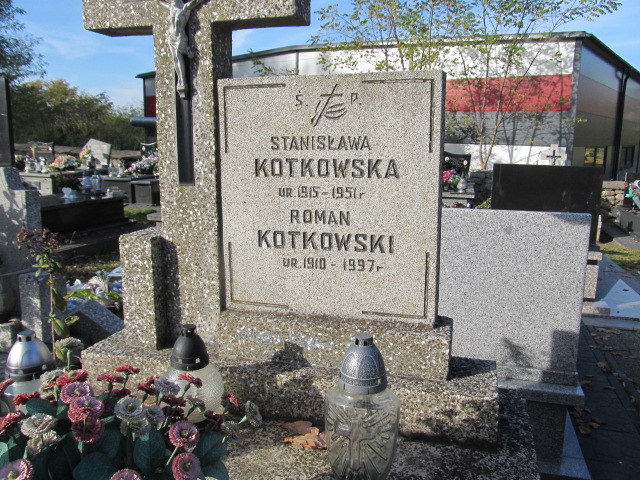 Ś P
STANISŁAWA
KOTKOWSKA
UR. 1915 - 1951 r
ROMAN
KOTKOWSKI
UR. 1910 - 1997 r